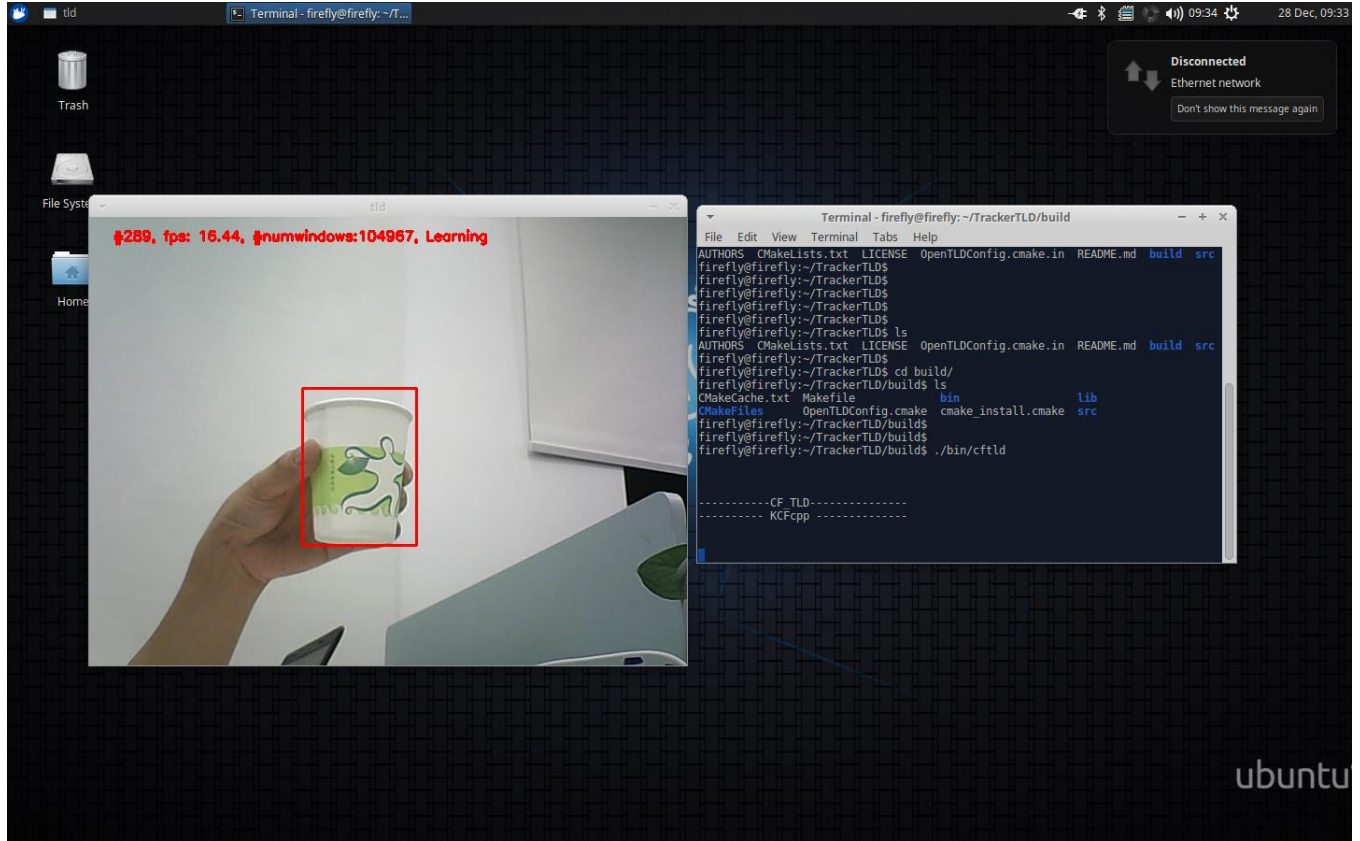 tld
Terminal - firefly@firefly: ~/T...
09:34
28 Dec, 09:33
Disconnected
Ethernet network
Don't show this message again
Trash
File Syste
Home
tld
#289, fps: 16.44, #numwindows:104967, Learning
Terminal - firefly@firefly: ~/TrackerTLD/build
File Edit View Terminal Tabs Help
AUTHORS CMakeLists.txt LICENSE OpenTLDConfig.cmake.in README.md build src
firefly@firefly:~/TrackerTLD$
firefly@firefly:~/TrackerTLD$
firefly@firefly:~/TrackerTLD$
firefly@firefly:~/TrackerTLD$
firefly@firefly:~/TrackerTLD$
firefly@firefly:~/TrackerTLD$ ls
AUTHORS CMakeLists.txt LICENSE OpenTLDConfig.cmake.in README.md build src
firefly@firefly:~/TrackerTLD$
firefly@firefly:~/TrackerTLD$ cd build/
firefly@firefly:~/TrackerTLD/build$ ls
CMakeCache.txt Makefile bin lib
CMakeFiles OpenTLDConfig.cmake cmake_install.cmake src
firefly@firefly:~/TrackerTLD/build$
firefly@firefly:~/TrackerTLD/build$
firefly@firefly:~/TrackerTLD/build$ ./bin/cftld
-----------CF_TLD---------------
---------- KCFcpp --------------
ubuntu